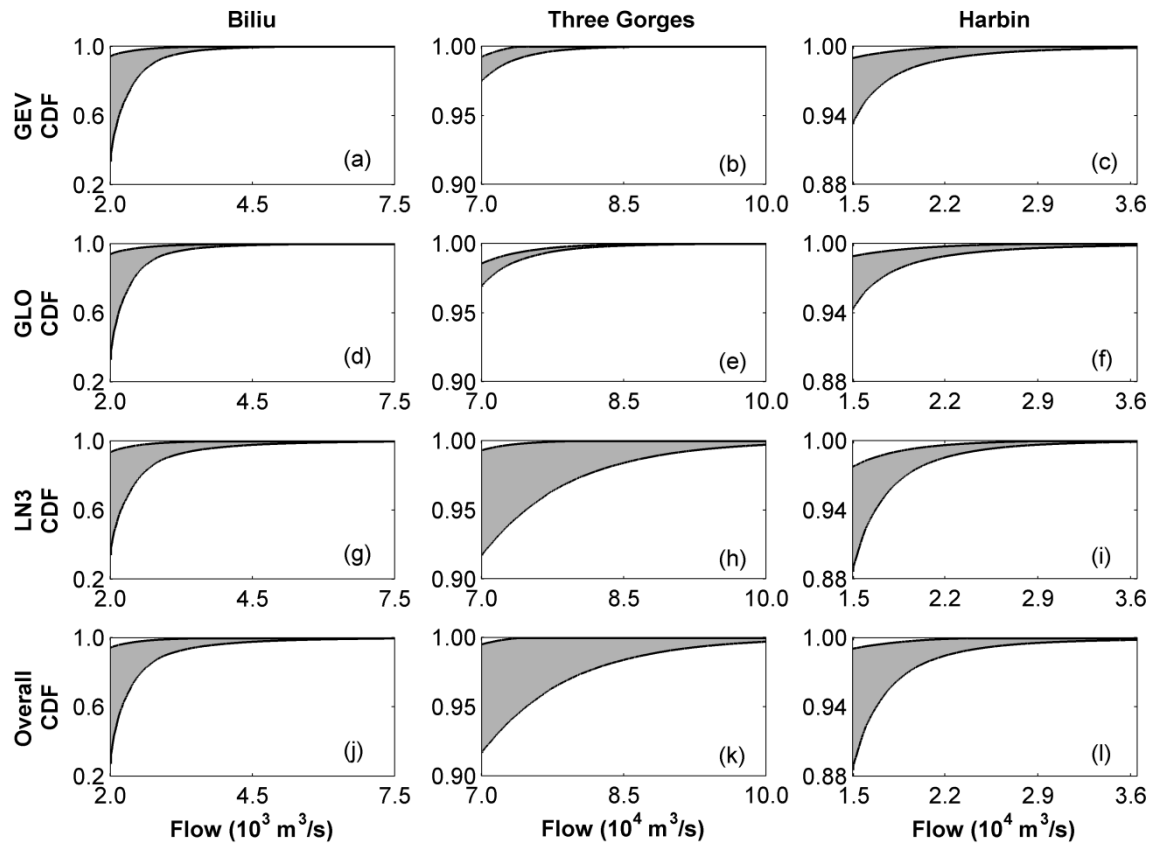 Biliu Three Gorges Harbin
GEV CDF
1.0 0.6 0.2
2.0 4.5 7.5
(a)
1.00 0.95 0.90
7.0 8.5 10.0
(b)
1.00 0.94 0.88
1.5 2.2 2.9 3.6
(c)
GLO CDF
1.0 0.6 0.2
2.0 4.5 7.5
(d)
1.00 0.95 0.90
7.0 8.5 10.0
(e)
1.00 0.94 0.88
1.5 2.2 2.9 3.6
(f)
LN3 CDF
1.0 0.6 0.2
2.0 4.5 7.5
(g)
1.00 0.95 0.90
7.0 8.5 10.0
(h)
1.00 0.94 0.88
1.5 2.2 2.9 3.6
(i)
Overall CDF
1.0 0.6 0.2
2.0 4.5 7.5
(j)
1.00 0.95 0.90
7.0 8.5 10.0
(k)
1.00 0.94 0.88
1.5 2.2 2.9 3.6
(l)
Flow (10³ m³/s) Flow (10⁴ m³/s) Flow (10⁴ m³/s)